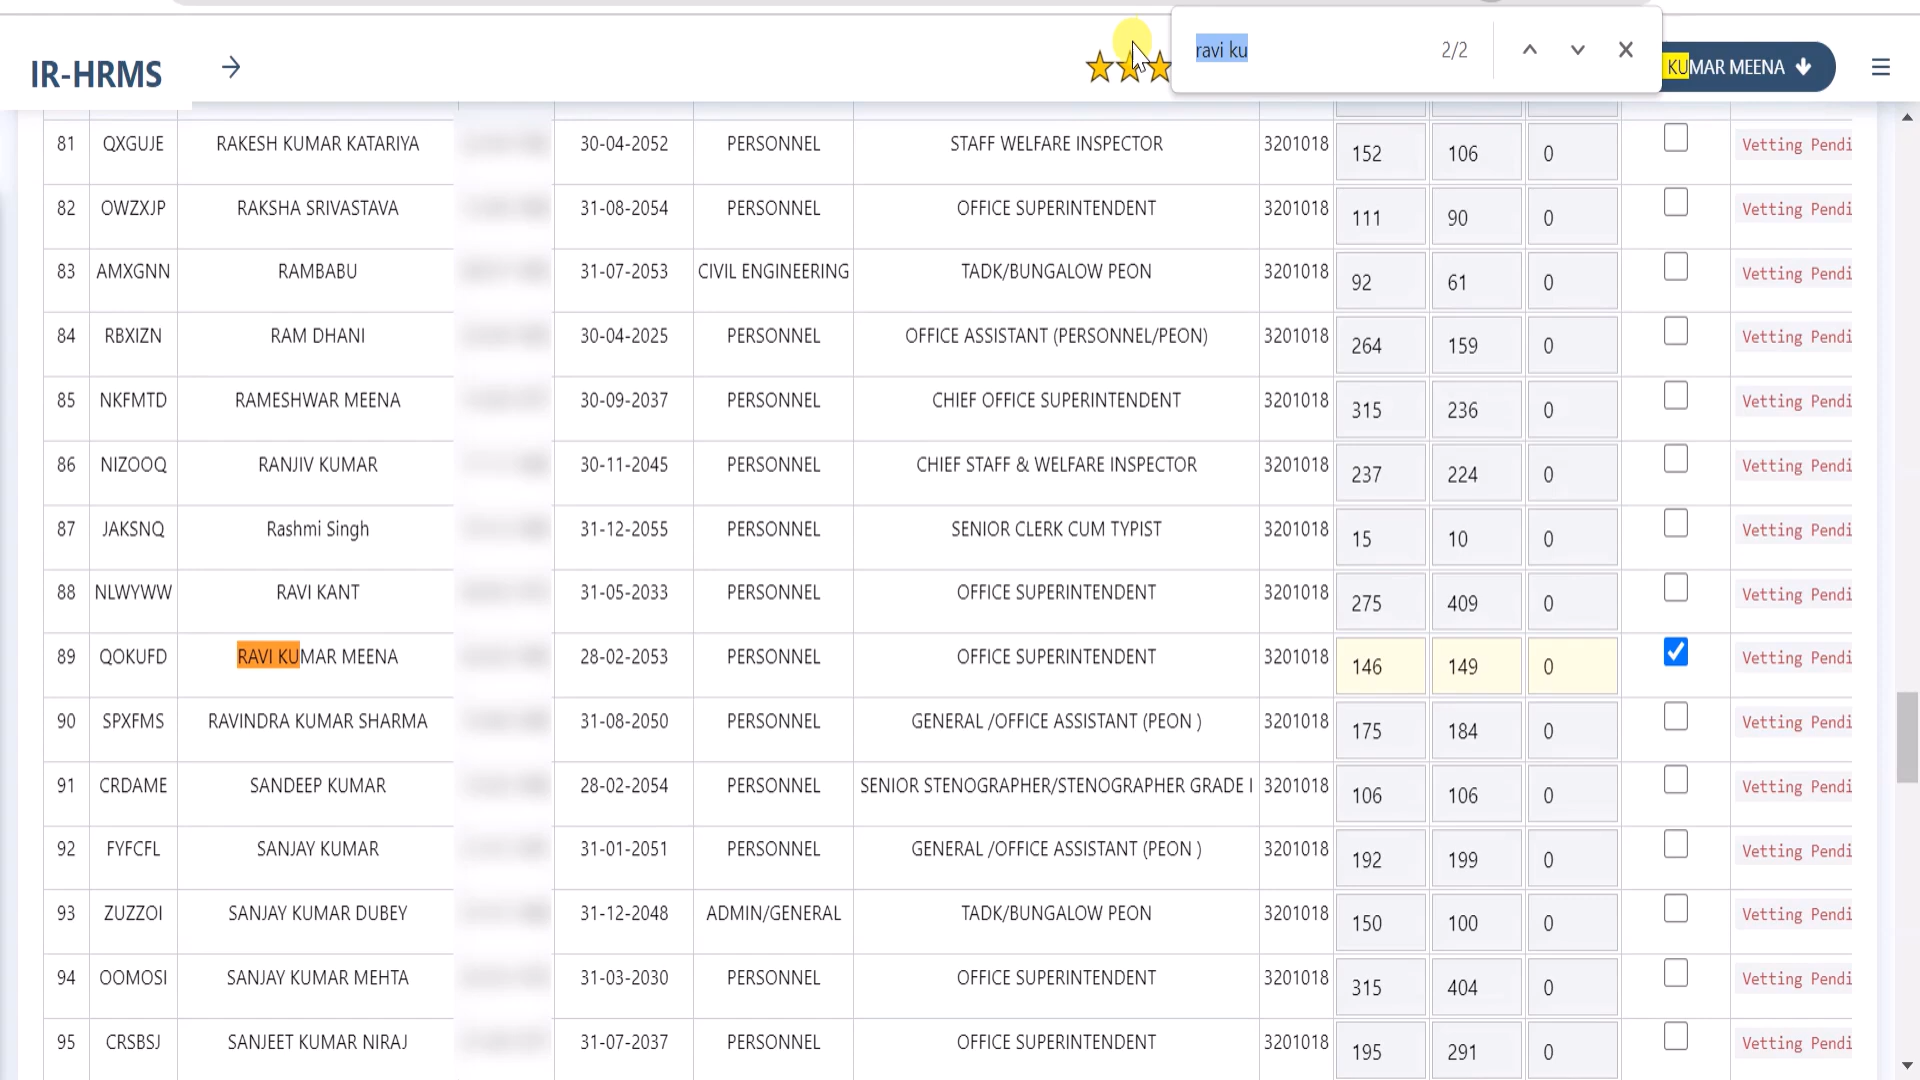 ravi ku 2/2
IR-HRMS KUMAR MEENA
81 QXGUJE RAKESH KUMAR KATARIYA 30-04-2052 PERSONNEL STAFF WELFARE INSPECTOR 3201018 152 106 0 Vetting Pendi
82 OWZXJP RAKSHA SRIVASTAVA 31-08-2054 PERSONNEL OFFICE SUPERINTENDENT 3201018 111 90 0 Vetting Pendi
83 AMXGNN RAMBABU 31-07-2053 CIVIL ENGINEERING TADK/BUNGALOW PEON 3201018 92 61 0 Vetting Pendi
84 RBXIZN RAM DHANI 30-04-2025 PERSONNEL OFFICE ASSISTANT (PERSONNEL/PEON) 3201018 264 159 0 Vetting Pendi
85 NKFMTD RAMESHWAR MEENA 30-09-2037 PERSONNEL CHIEF OFFICE SUPERINTENDENT 3201018 315 236 0 Vetting Pendi
86 NIZOOQ RANJIV KUMAR 30-11-2045 PERSONNEL CHIEF STAFF & WELFARE INSPECTOR 3201018 237 224 0 Vetting Pendi
87 JAKSNQ Rashmi Singh 31-12-2055 PERSONNEL SENIOR CLERK CUM TYPIST 3201018 15 10 0 Vetting Pendi
88 NLWYWW RAVI KANT 31-05-2033 PERSONNEL OFFICE SUPERINTENDENT 3201018 275 409 0 Vetting Pendi
89 QOKUFD RAVI KUMAR MEENA 28-02-2053 PERSONNEL OFFICE SUPERINTENDENT 3201018 146 149 0 Vetting Pendi
90 SPXFMS RAVINDRA KUMAR SHARMA 31-08-2050 PERSONNEL GENERAL /OFFICE ASSISTANT (PEON ) 3201018 175 184 0 Vetting Pendi
91 CRDAME SANDEEP KUMAR 28-02-2054 PERSONNEL SENIOR STENOGRAPHER/STENOGRAPHER GRADE I 3201018 106 106 0 Vetting Pendi
92 FYFCFL SANJAY KUMAR 31-01-2051 PERSONNEL GENERAL /OFFICE ASSISTANT (PEON ) 3201018 192 199 0 Vetting Pendi
93 ZUZZOI SANJAY KUMAR DUBEY 31-12-2048 ADMIN/GENERAL TADK/BUNGALOW PEON 3201018 150 100 0 Vetting Pendi
94 OOMOSI SANJAY KUMAR MEHTA 31-03-2030 PERSONNEL OFFICE SUPERINTENDENT 3201018 315 404 0 Vetting Pendi
95 CRSBSJ SANJEET KUMAR NIRAJ 31-07-2037 PERSONNEL OFFICE SUPERINTENDENT 3201018 195 291 0 Vetting Pendi